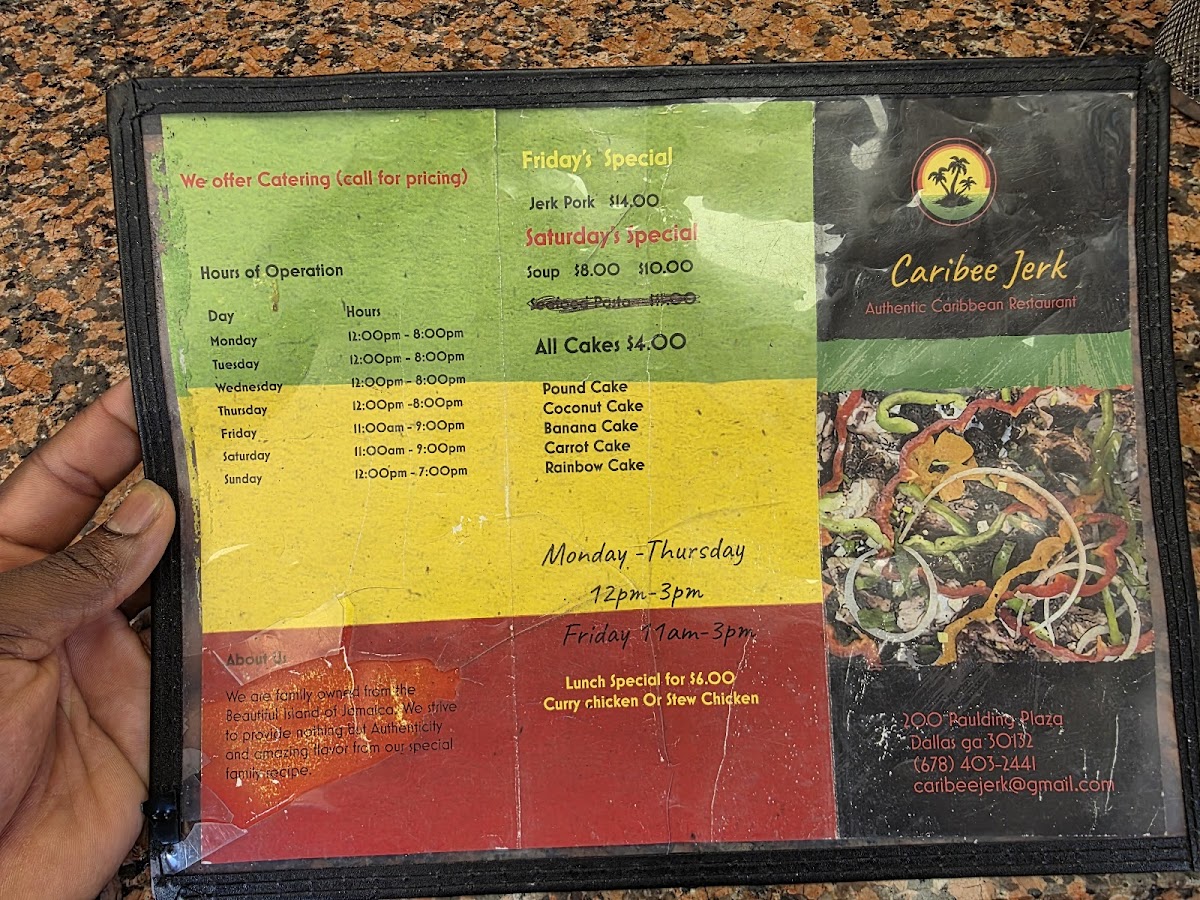 We offer Catering (call for pricing)
Hours of Operation
Day Hours
Monday 12:00pm - 8:00pm
Tuesday 12:00pm - 8:00pm
Wednesday 12:00pm - 8:00pm
Thursday 12:00pm -8:00pm
Friday 11:00am - 9:00pm
Saturday 11:00am - 9:00pm
Sunday 12:00pm - 7:00pm
About Us
We are family owned from the
Beautiful Island of Jamaica. We strive
to provide nothing but Authenticity
and amazing flavor from our special
family recipe.
Friday's Special
Jerk Pork $14.00
Saturday's Special
Soup $8.00 $10.00
Seafood Pasta
All Cakes $4.00
Pound Cake
Coconut Cake
Banana Cake
Carrot Cake
Rainbow Cake
Monday -Thursday
12pm-3pm
Friday 11am-3pm
Lunch Special for $6.00
Curry chicken Or Stew Chicken
Caribee Jerk
Authentic Caribbean Restaurant
200 Paulding Plaza
Dallas ga 30132
(678) 403-2441
caribeejerk@gmail.com